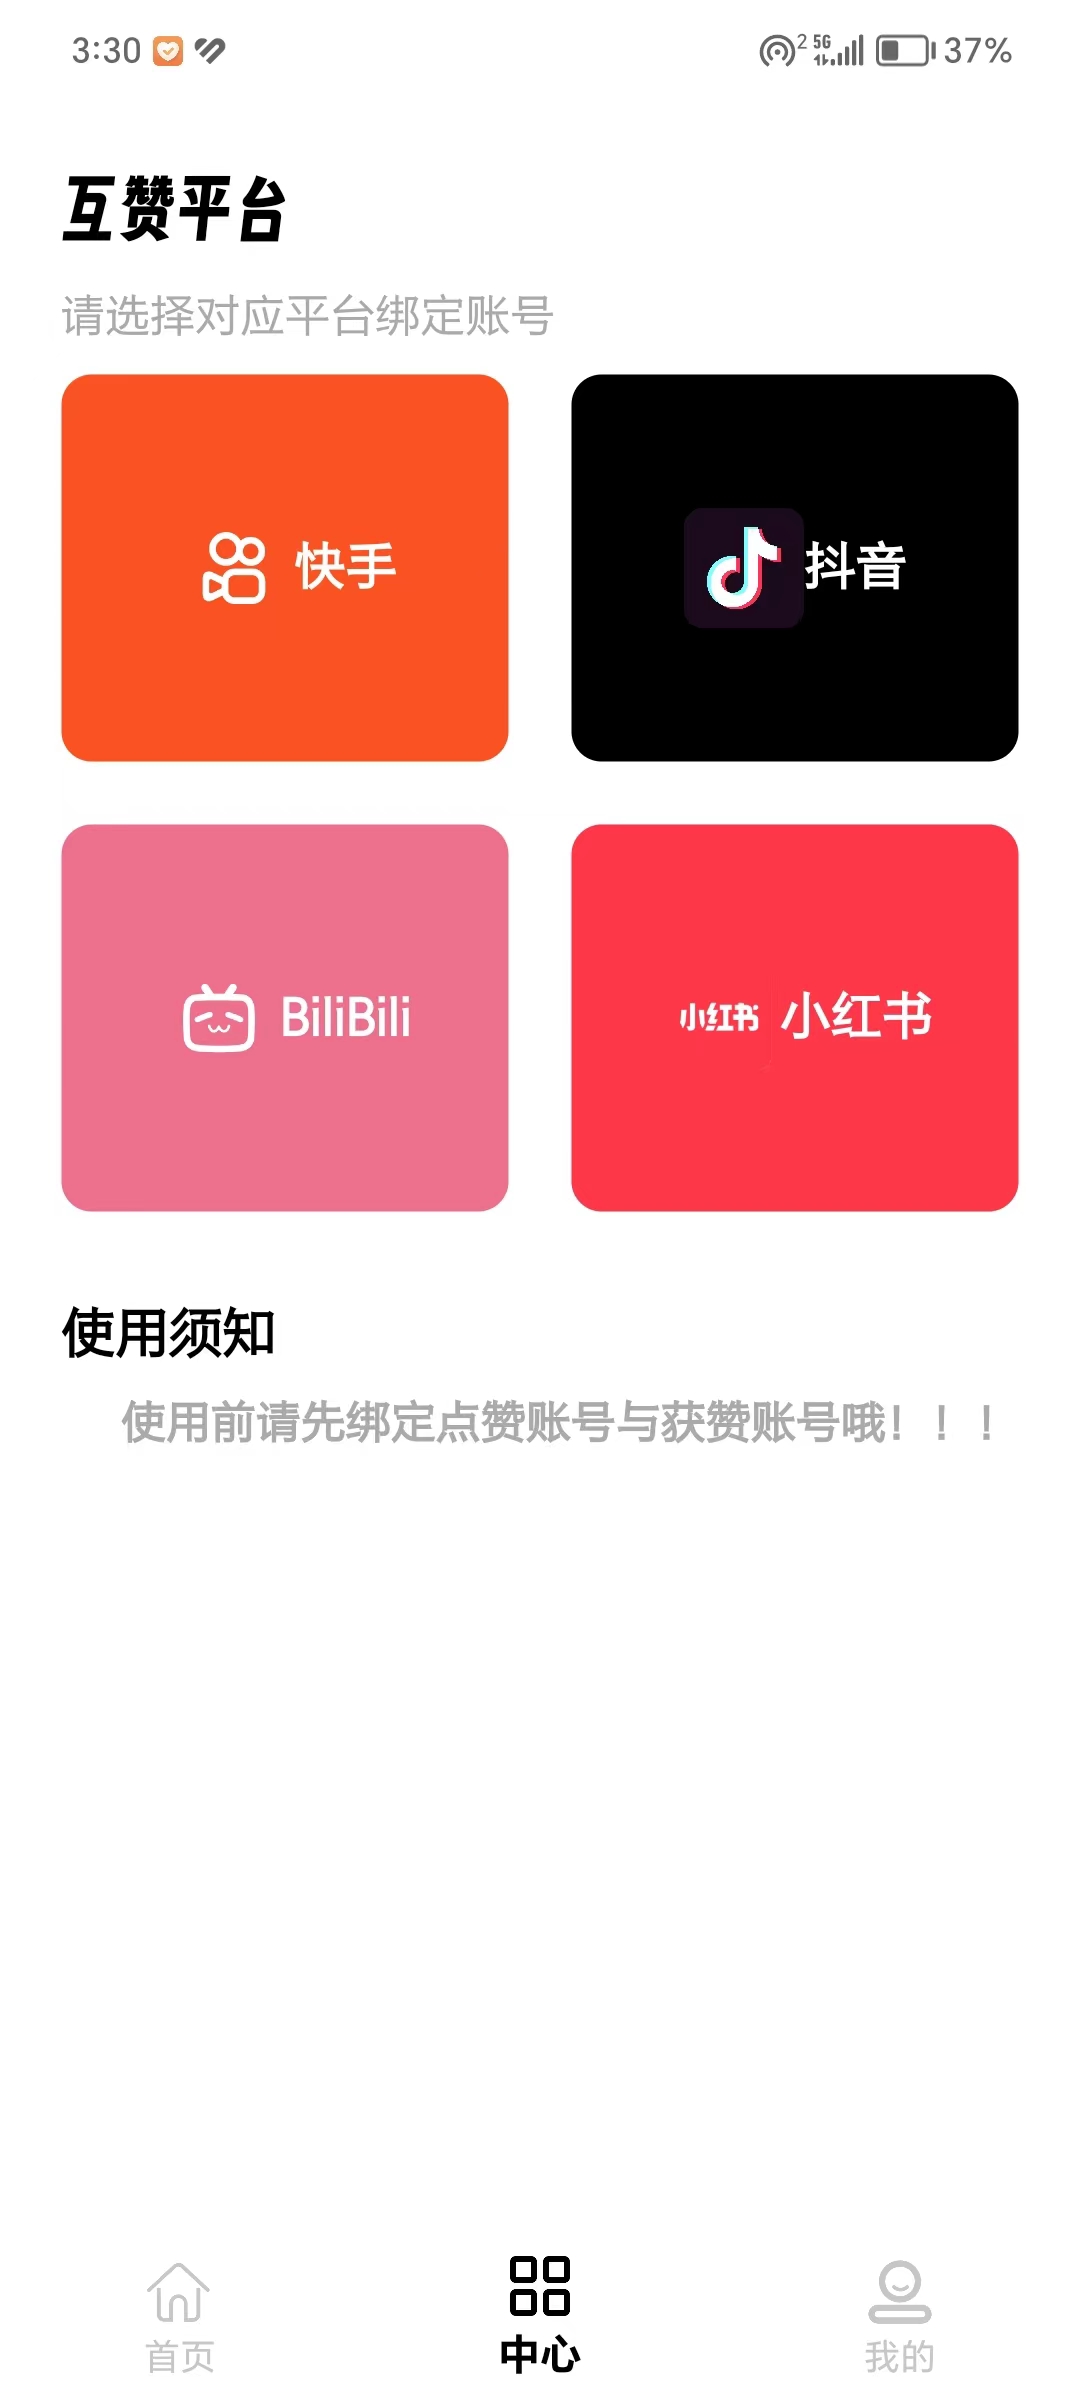 3:30
2 5G 37%
互赞平台
请选择对应平台绑定账号
快手
抖音
BiliBili
小红书 小红书
使用须知
使用前请先绑定点赞账号与获赞账号哦！！！
首页
中心
我的